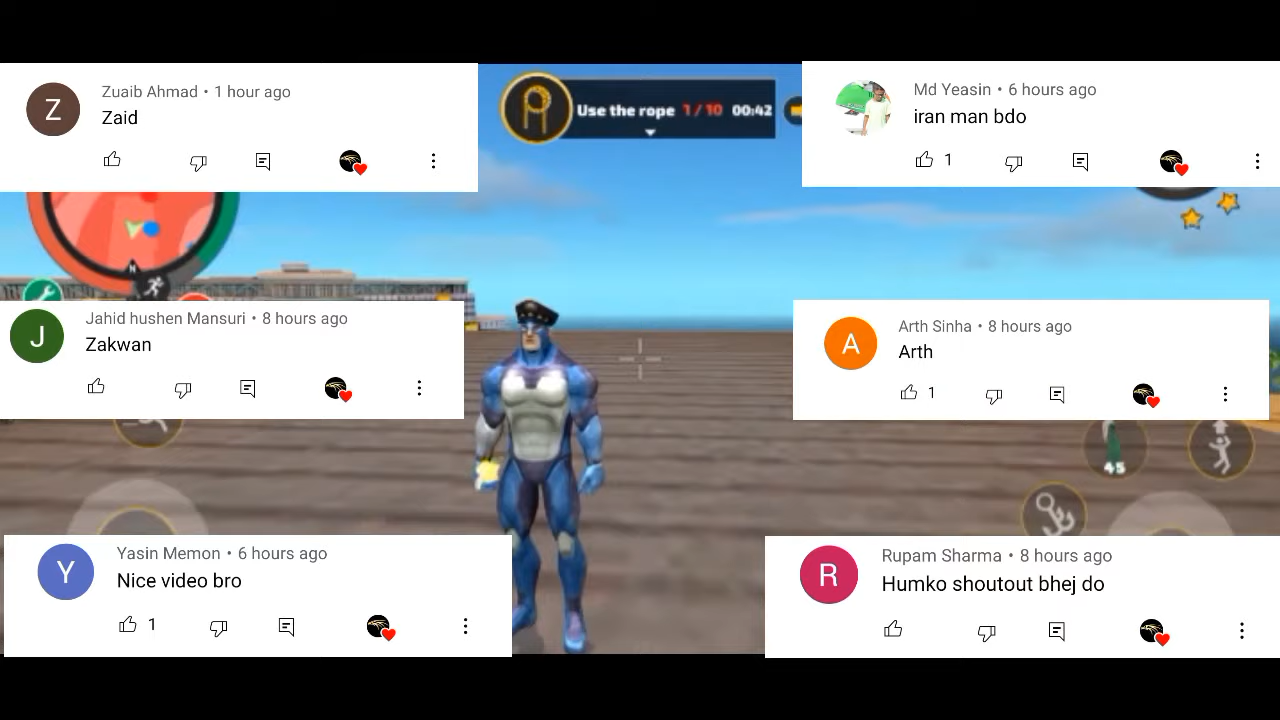 Z
Zuaib Ahmad • 1 hour ago
Zaid
Use the rope 1/10 00:42
Md Yeasin • 6 hours ago
iran man bdo
1
N
J
Jahid hushen Mansuri • 8 hours ago
Zakwan
A
Arth Sinha • 8 hours ago
Arth
1
45
Y
Yasin Memon • 6 hours ago
Nice video bro
1
R
Rupam Sharma • 8 hours ago
Humko shoutout bhej do